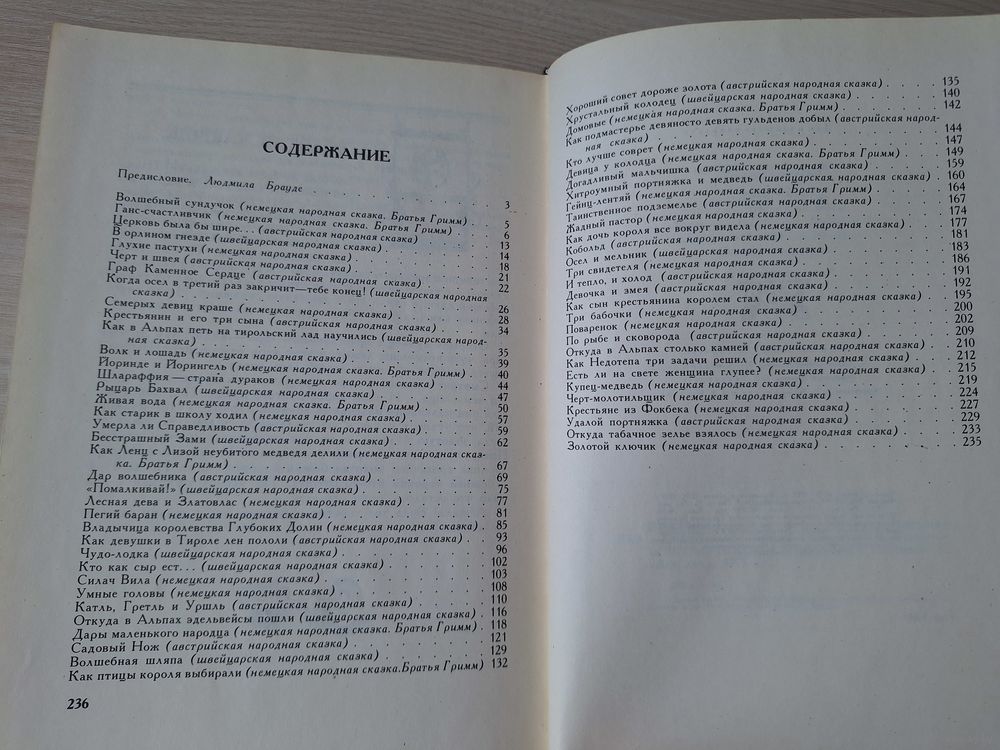 СОДЕРЖАНИЕ
Предисловие. Людмила Брауде . . . 3
Волшебный сундучок (немецкая народная сказка. Братья Гримм) . 5
Ганс-счастливчик (немецкая народная сказка. Братья Гримм) . 6
Церковь была бы шире... (австрийская народная сказка) . . 13
В орлином гнезде (швейцарская народная сказка) . . . 14
Глухие пастухи (немецкая народная сказка) . . . 18
Черт и швея (австрийская народная сказка) . . . 21
Граф Каменное Сердце (австрийская народная сказка) . . . 22
Когда осел в третий раз закричит — тебе конец! (швейцарская народная
сказка) . . . 26
Семерых девиц краше (немецкая народная сказка) . . . 28
Крестьянин и его три сына (австрийская народная сказка) . . . 34
Как в Альпах петь на тирольский лад научились (швейцарская народ-
ная сказка) . . . 35
Волк и лошадь (немецкая народная сказка) . . . 39
Йоринде и Йорингель (немецкая народная сказка. Братья Гримм) . 40
Шлараффия — страна дураков (немецкая народная сказка) . . . 44
Рыцарь Бахвал (швейцарская народная сказка) . . . 47
Живая вода (немецкая народная сказка. Братья Гримм) . . . 50
Как старик в школу ходил (немецкая народная сказка) . . . 57
Умерла ли Справедливость (австрийская народная сказка) . . . 59
Бесстрашный Зами (швейцарская народная сказка) . . . 62
Как Ленц с Лизой неубитого медведя делили (немецкая народная сказ-
ка. Братья Гримм) . . . 67
Дар волшебника (австрийская народная сказка) . . . 69
«Помалкивай!» (швейцарская народная сказка) . . . 75
Лесная дева и Златовлас (немецкая народная сказка) . . . 77
Пегий баран (немецкая народная сказка) . . . 81
Владычица королевства Глубоких Долин (немецкая народная сказка) . 85
Как девушки в Тироле лен пололи (австрийская народная сказка) . 93
Чудо-лодка (швейцарская народная сказка) . . . 96
Кто как сыр ест... (швейцарская народная сказка) . . . 102
Силач Вила (немецкая народная сказка) . . . 103
Умные головы (немецкая народная сказка) . . . 108
Катль, Гретль и Уршль (австрийская народная сказка) . . . 110
Откуда в Альпах эдельвейсы пошли (швейцарская народная сказка) . 116
Дары маленького народца (немецкая народная сказка. Братья Гримм) . 118
Садовый Нож (австрийская народная сказка) . . . 121
Волшебная шляпа (швейцарская народная сказка) . . . 129
Как птицы короля выбирали (немецкая народная сказка.Братья Гримм) 132
236
Хороший совет дороже золота (австрийская народная сказка) . . . 135
Хрустальный колодец (швейцарская народная сказка) . . . 140
Домовые (немецкая народная сказка. Братья Гримм) . . . 142
Как подмастерье девяносто девять гульденов добыл (австрийская народ-
ная сказка) . . . 144
Кто лучше соврет (немецкая народная сказка) . . . 147
Девица у колодца (немецкая народная сказка. Братья Гримм) . . . 149
Догадливый мальчишка (австрийская народная сказка) . . . 159
Хитроумный портняжка и медведь (швейцарская народная сказка) . 160
Гейнц-лентяй (немецкая народная сказка. Братья Гримм) . . . 164
Таинственное подземелье (австрийская народная сказка) . . . 167
Жадный пастор (немецкая народная сказка) . . . 174
Как дочь короля все вокруг видела (немецкая народная сказка) . . . 177
Кобольд (австрийская народная сказка) . . . 181
Осел и мельник (швейцарская народная сказка) . . . 183
Три свидетеля (немецкая народная сказка) . . . 186
И тепло, и холод (австрийская народная сказка) . . . 191
Девочка и змея (австрийская народная сказка) . . . 192
Как сын крестьянина королем стал (немецкая народная сказка) . . . 195
Три бабочки (немецкая народная сказка) . . . 200
Поваренок (немецкая народная сказка) . . . 202
По рыбе и сковорода (австрийская народная сказка) . . . 209
Откуда в Альпах столько камней (австрийская народная сказка) . . . 210
Как Недотепа три задачи решил (немецкая народная сказка) . . . 212
Есть ли на свете женщина глупее? (немецкая народная сказка) . . . 215
Купец-медведь (немецкая народная сказка) . . . 219
Черт-молотильщик (немецкая народная сказка) . . . 224
Крестьяне из Фокбека (немецкая народная сказка) . . . 227
Удалой портняжка (австрийская народная сказка) . . . 229
Откуда табачное зелье взялось (немецкая народная сказка) . . . 233
Золотой ключик (немецкая народная сказка) . . . 235